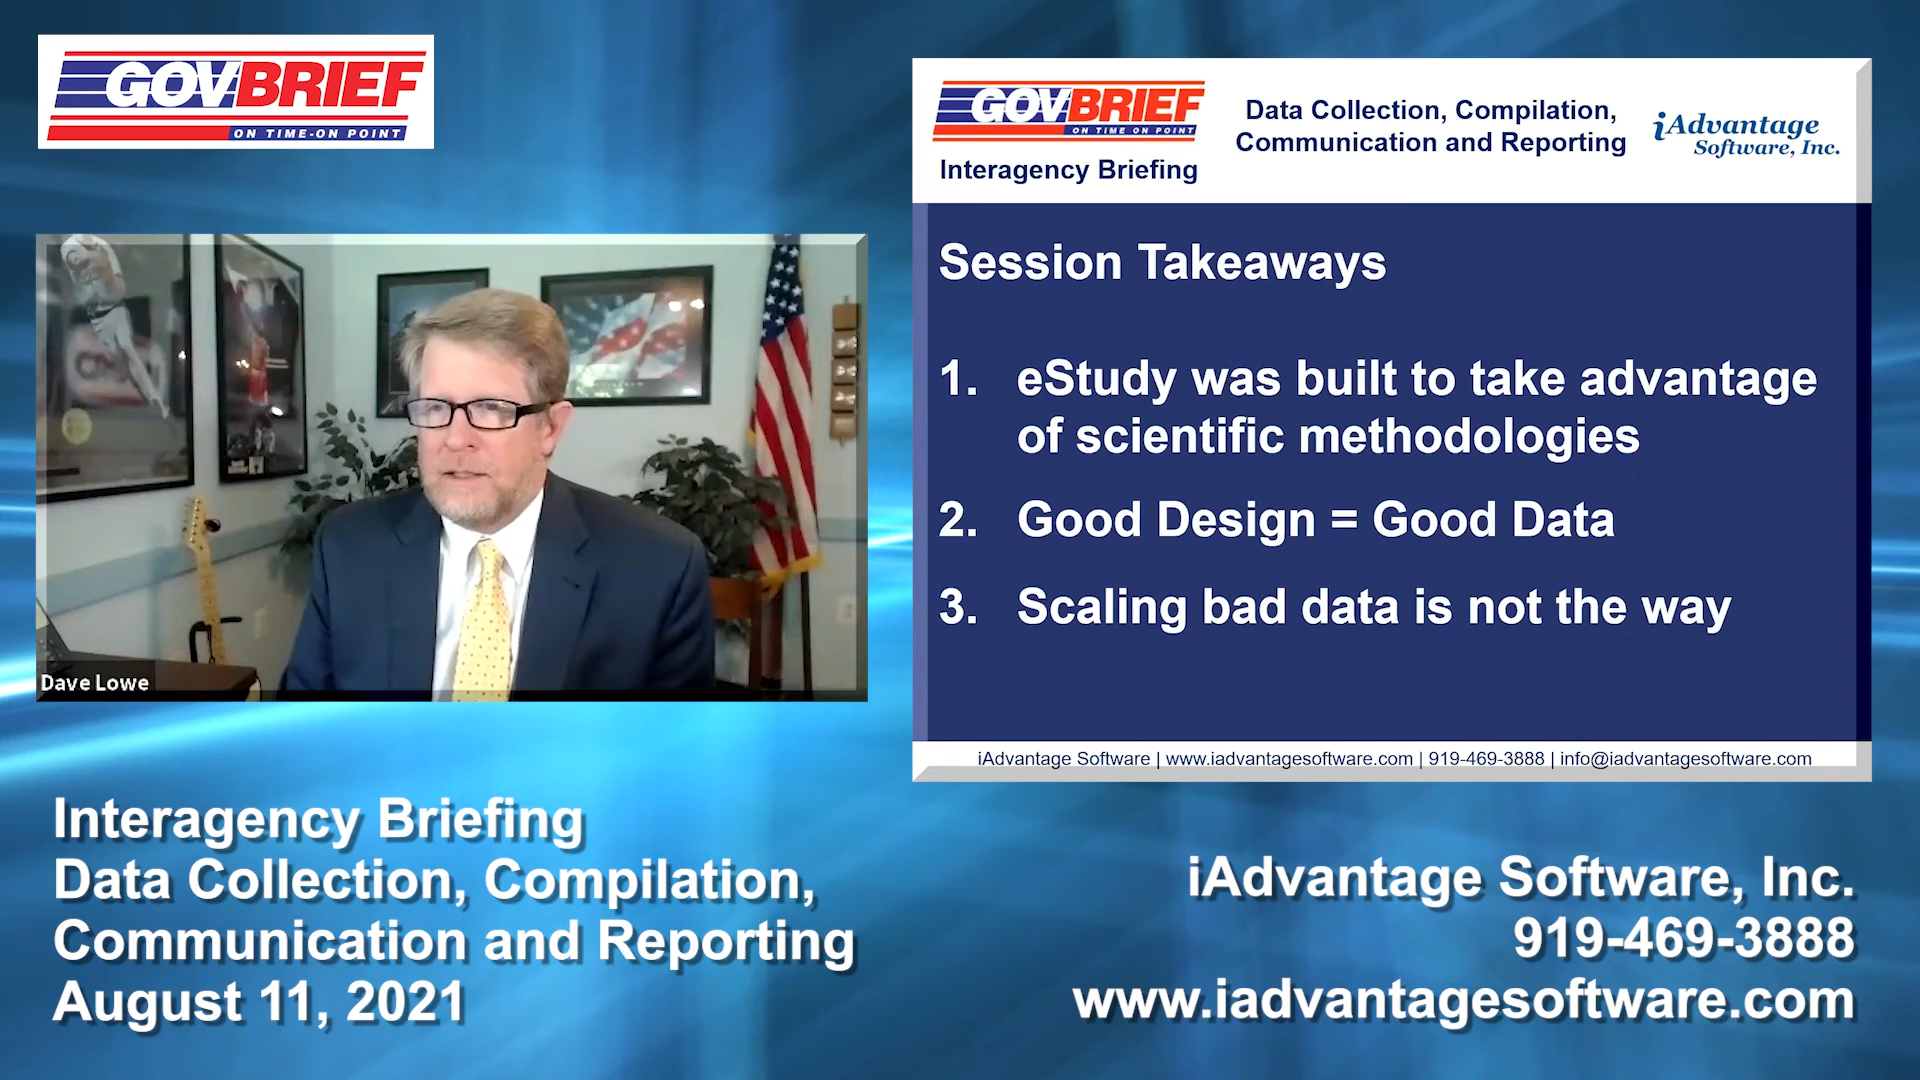 GOVBRIEF
ON TIME-ON POINT
Dave Lowe
Interagency Briefing
Data Collection, Compilation,
Communication and Reporting
August 11, 2021
GOVBRIEF
ON TIME ON POINT
Interagency Briefing
Data Collection, Compilation,
Communication and Reporting
iAdvantage
Software, Inc.
Session Takeaways
1. eStudy was built to take advantage
of scientific methodologies
2. Good Design = Good Data
3. Scaling bad data is not the way
iAdvantage Software | www.iadvantagesoftware.com | 919-469-3888 | info@iadvantagesoftware.com
iAdvantage Software, Inc.
919-469-3888
www.iadvantagesoftware.com